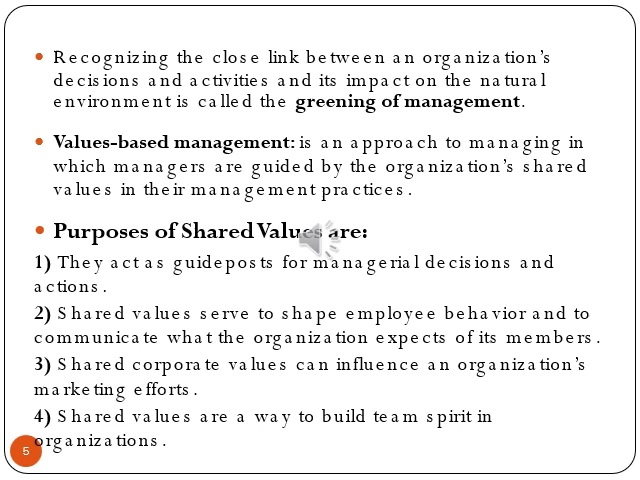 • Recognizing the close link between an organization's
decisions and activities and its impact on the natural
environment is called the greening of management.
• Values-based management: is an approach to managing in
which managers are guided by the organization's shared
values in their management practices.
• Purposes of Shared Values are:
1) They act as guideposts for managerial decisions and
actions.
2) Shared values serve to shape employee behavior and to
communicate what the organization expects of its members.
3) Shared corporate values can influence an organization's
marketing efforts.
4) Shared values are a way to build team spirit in
organizations.
5